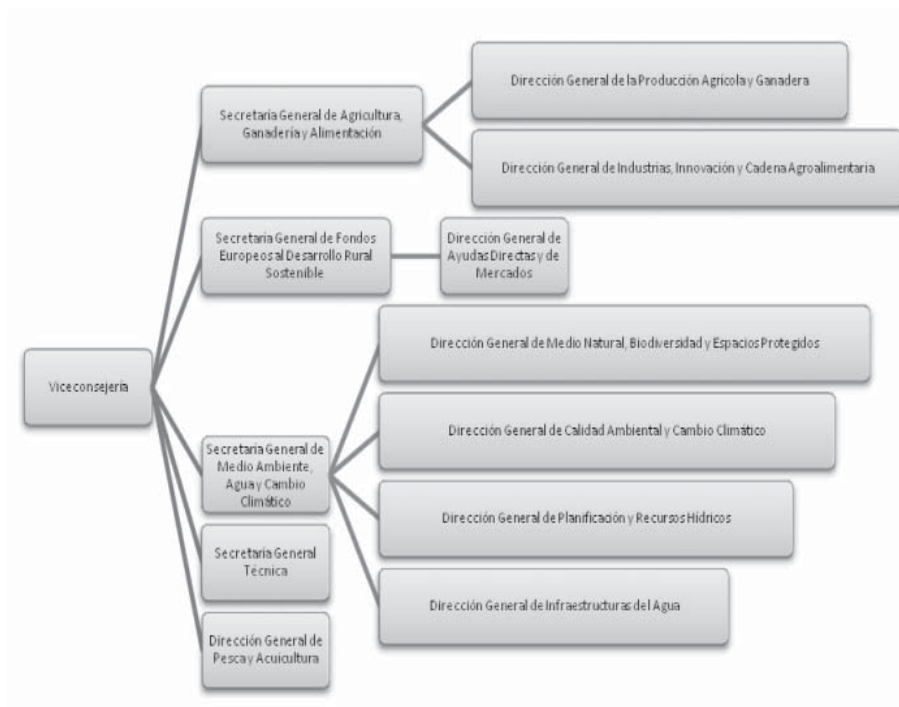 Dirección General de la Producción Agrícola y Ganadera
Secretaría General de Agricultura,
Ganadería y Alimentación
Dirección General de Industrias, Innovación y Cadena Agroalimentaria
Secretaría General de Fondos
Europeos al Desarrollo Rural
Sostenible
Dirección General de
Ayudas Directas y de
Mercados
Viceconsejería
Dirección General de Medio Natural, Biodiversidad y Espacios Protegidos
Dirección General de Calidad Ambiental y Cambio Climático
Secretaría General de
Medio Ambiente,
Agua y Cambio
Climático
Dirección General de Planificación y Recursos Hídricos
Dirección General de Infraestructuras del Agua
Secretaría General
Técnica
Dirección General de
Pesca y Acuicultura